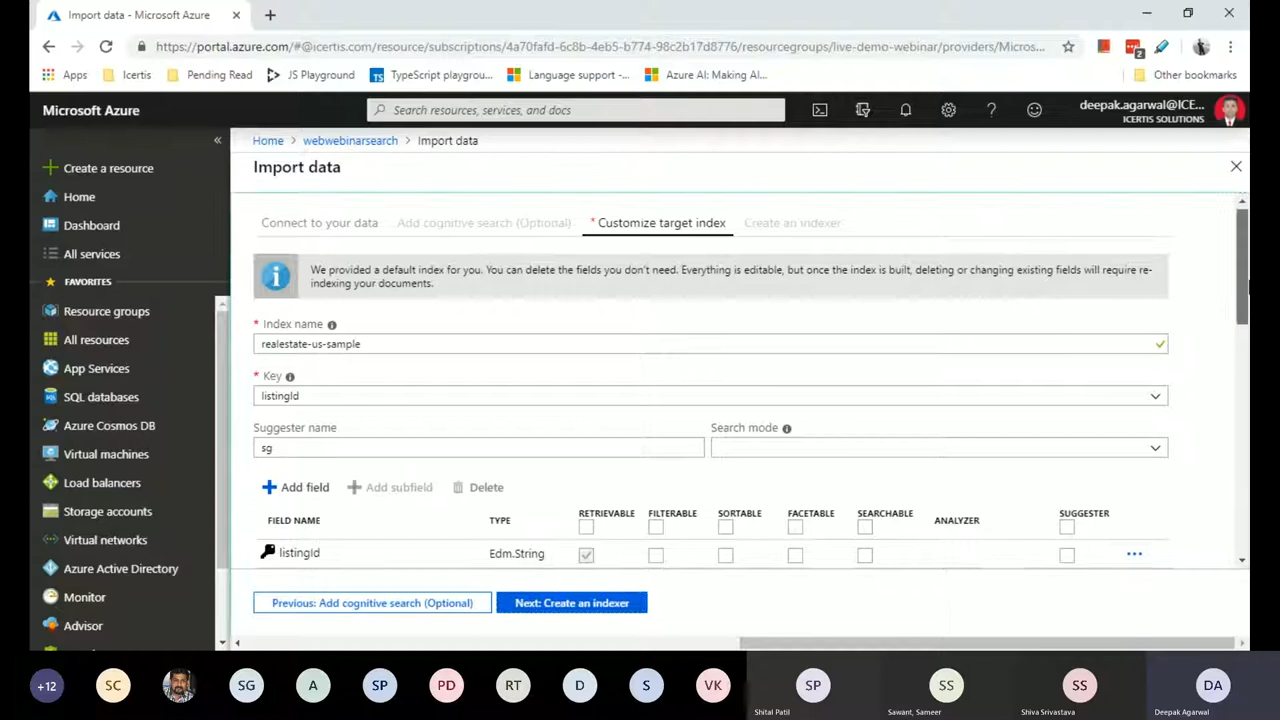 Import data - Microsoft Azure
https://portal.azure.com/#@icertis.com/resource/subscriptions/4a70fafd-6c8b-4eb5-b774-98c2b17d8776/resourcegroups/live-demo-webinar/providers/Micros...
2
Apps
Icertis
Pending Read
JS Playground
TS
TypeScript playgrou...
Language support -...
Azure AI: Making AI...
Other bookmarks
Microsoft Azure
Search resources, services, and docs
deepak.agarwal@ICE...
ICERTIS SOLUTIONS
Create a resource
Home
Dashboard
All services
FAVORITES
Resource groups
All resources
App Services
SQL databases
Azure Cosmos DB
Virtual machines
Load balancers
Storage accounts
Virtual networks
Azure Active Directory
Monitor
Advisor
Home > webwebinarsearch > Import data
Import data
Connect to your data
Add cognitive search (Optional)
* Customize target index
Create an indexer
We provided a default index for you. You can delete the fields you don't need. Everything is editable, but once the index is built, deleting or changing existing fields will require re-
indexing your documents.
* Index name
realestate-us-sample
* Key
listingId
Suggester name
Search mode
sg
Add field
Add subfield
Delete
FIELD NAME
TYPE
RETRIEVABLE
FILTERABLE
SORTABLE
FACETABLE
SEARCHABLE
ANALYZER
SUGGESTER
listingId
Edm.String
Previous: Add cognitive search (Optional)
Next: Create an indexer
+12
SC
SG
A
SP
PD
RT
D
S
VK
SP
Shital Patil
SS
Sawant, Sameer
SS
Shiva Srivastava
DA
Deepak Agarwal